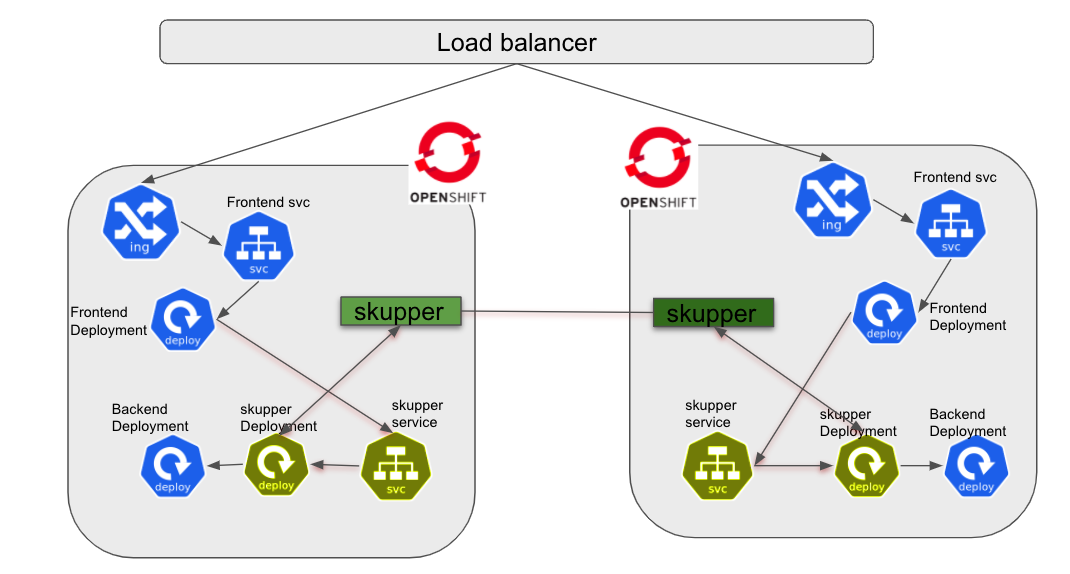 Load balancer
OPENSHIFT
OPENSHIFT
ing
Frontend svc
svc
Frontend
Deployment
deploy
skupper
Backend
Deployment
deploy
skupper
Deployment
deploy
skupper
service
svc
ing
Frontend svc
svc
Frontend
Deployment
deploy
skupper
skupper
service
svc
skupper
Deployment
deploy
Backend
Deployment
deploy